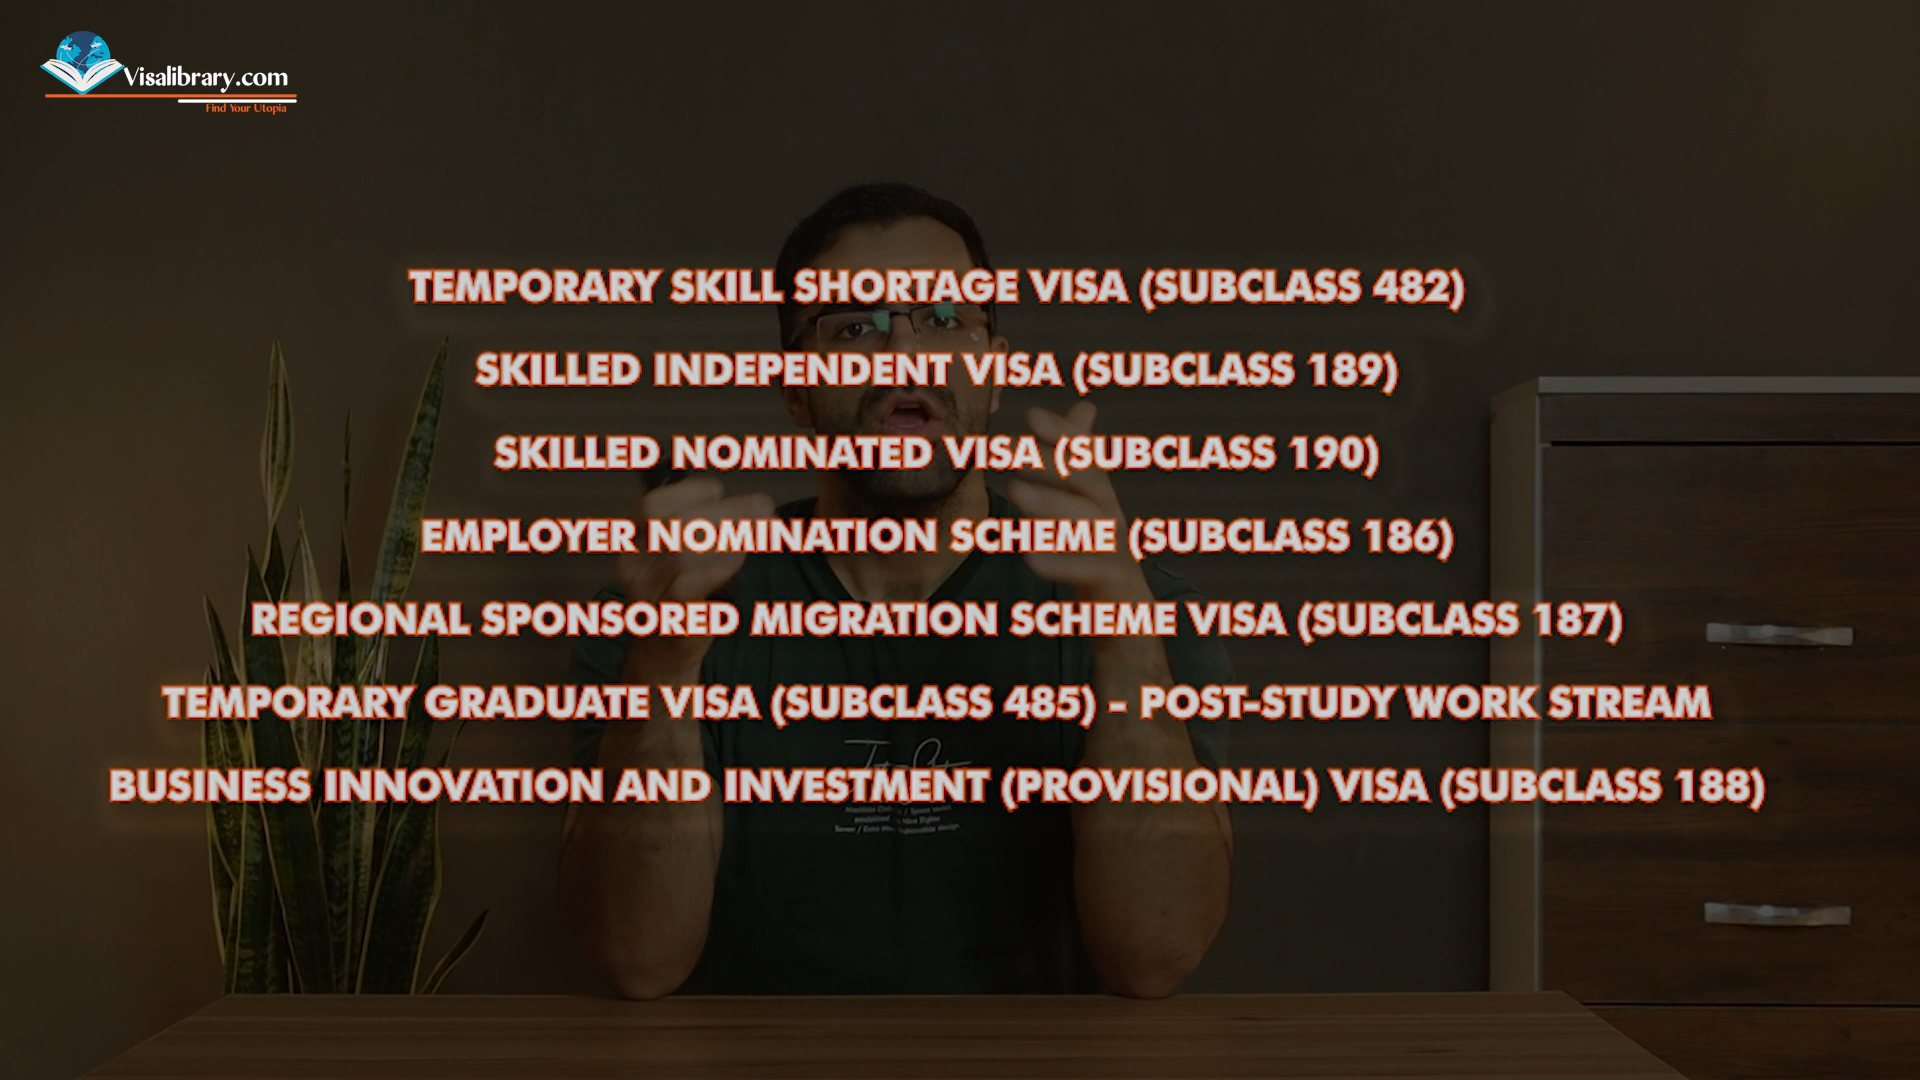 Visalibrary.com
Find Your Utopia
TEMPORARY SKILL SHORTAGE VISA (SUBCLASS 482)
SKILLED INDEPENDENT VISA (SUBCLASS 189)
SKILLED NOMINATED VISA (SUBCLASS 190)
EMPLOYER NOMINATION SCHEME (SUBCLASS 186)
REGIONAL SPONSORED MIGRATION SCHEME VISA (SUBCLASS 187)
TEMPORARY GRADUATE VISA (SUBCLASS 485) - POST-STUDY WORK STREAM
BUSINESS INNOVATION AND INVESTMENT (PROVISIONAL) VISA (SUBCLASS 188)